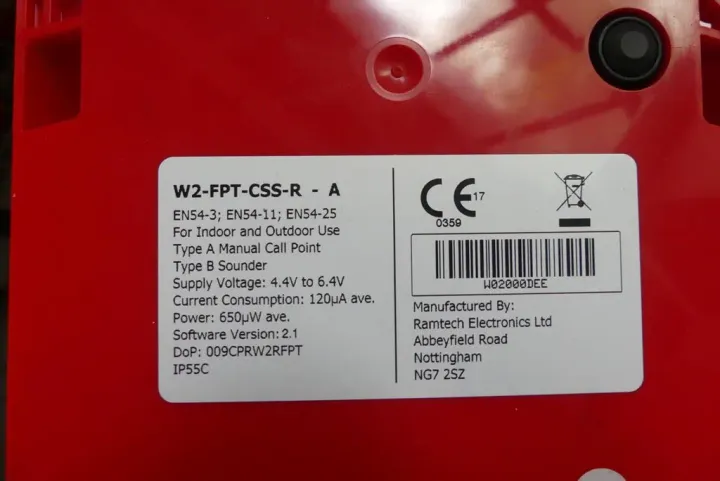 W2-FPT-CSS-R - A
EN54-3; EN54-11; EN54-25
For Indoor and Outdoor Use
Type A Manual Call Point
Type B Sounder
Supply Voltage: 4.4V to 6.4V
Current Consumption: 120µA ave.
Power: 650µW ave.
Software Version: 2.1
DoP: 009CPRW2RFPT
IP55C
CE 17
0359
W02000DEE
Manufactured By:
Ramtech Electronics Ltd
Abbeyfield Road
Nottingham
NG7 2SZ